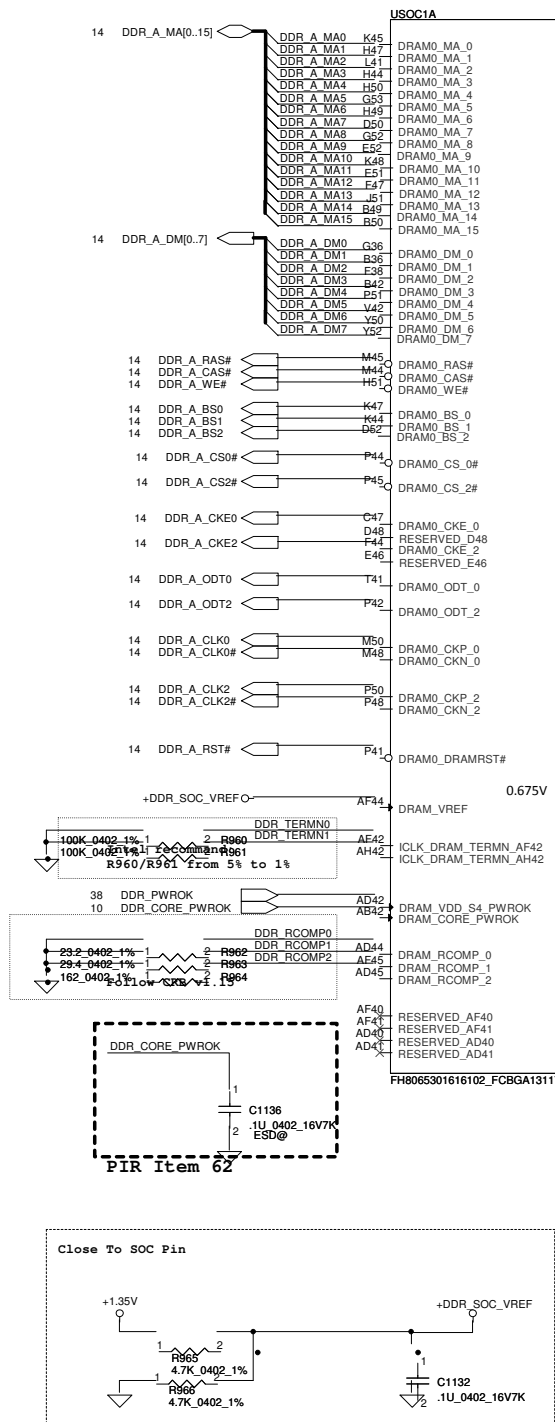 USOC1A
14 DDR_A_MA[0..15]
DDR_A_MA0 K45 DRAM0_MA_0
DDR_A_MA1 H47 DRAM0_MA_1
DDR_A_MA2 L41 DRAM0_MA_2
DDR_A_MA3 H44 DRAM0_MA_3
DDR_A_MA4 H50 DRAM0_MA_4
DDR_A_MA5 G53 DRAM0_MA_5
DDR_A_MA6 H49 DRAM0_MA_6
DDR_A_MA7 D50 DRAM0_MA_7
DDR_A_MA8 G52 DRAM0_MA_8
DDR_A_MA9 E52 DRAM0_MA_9
DDR_A_MA10 K48 DRAM0_MA_10
DDR_A_MA11 E51 DRAM0_MA_11
DDR_A_MA12 F47 DRAM0_MA_12
DDR_A_MA13 J51 DRAM0_MA_13
DDR_A_MA14 B49 DRAM0_MA_14
DDR_A_MA15 B50 DRAM0_MA_15
14 DDR_A_DM[0..7]
DDR_A_DM0 G36 DRAM0_DM_0
DDR_A_DM1 B36 DRAM0_DM_1
DDR_A_DM2 F38 DRAM0_DM_2
DDR_A_DM3 B42 DRAM0_DM_3
DDR_A_DM4 P51 DRAM0_DM_4
DDR_A_DM5 V42 DRAM0_DM_5
DDR_A_DM6 Y50 DRAM0_DM_6
DDR_A_DM7 Y52 DRAM0_DM_7
14 DDR_A_RAS# M45 DRAM0_RAS#
14 DDR_A_CAS# M44 DRAM0_CAS#
14 DDR_A_WE# H51 DRAM0_WE#
14 DDR_A_BS0 K47 DRAM0_BS_0
14 DDR_A_BS1 K44 DRAM0_BS_1
14 DDR_A_BS2 D52 DRAM0_BS_2
14 DDR_A_CS0# P44 DRAM0_CS_0#
14 DDR_A_CS2# P45 DRAM0_CS_2#
14 DDR_A_CKE0 C47 DRAM0_CKE_0
D48 RESERVED_D48
14 DDR_A_CKE2 F44 DRAM0_CKE_2
E46 RESERVED_E46
14 DDR_A_ODT0 T41 DRAM0_ODT_0
14 DDR_A_ODT2 P42 DRAM0_ODT_2
14 DDR_A_CLK0 M50 DRAM0_CKP_0
14 DDR_A_CLK0# M48 DRAM0_CKN_0
14 DDR_A_CLK2 P50 DRAM0_CKP_2
14 DDR_A_CLK2# P48 DRAM0_CKN_2
14 DDR_A_RST# P41 DRAM0_DRAMRST#
0.675V
+DDR_SOC_VREF AF44 DRAM_VREF
DDR_TERMN0
DDR_TERMN1
100K_0402_1% 1 2 R960 AF42 ICLK_DRAM_TERMN_AF42
100K_0402_1% 1 2 R961 AH42 ICLK_DRAM_TERMN_AH42
Intel recommand
R960/R961 from 5% to 1%
38 DDR_PWROK AD42 DRAM_VDD_S4_PWROK
10 DDR_CORE_PWROK AB42 DRAM_CORE_PWROK
DDR_RCOMP0
DDR_RCOMP1
DDR_RCOMP2
23.2_0402_1% 1 2 R962 AD44 DRAM_RCOMP_0
29.4_0402_1% 1 2 R963 AF45 DRAM_RCOMP_1
162_0402_1% 1 2 R964 AD45 DRAM_RCOMP_2
Follow CRB v1.15
AF40 RESERVED_AF40
AF41 RESERVED_AF41
AD40 RESERVED_AD40
AD41 RESERVED_AD41
FH8065301616102_FCBGA1311
DDR_CORE_PWROK
1
C1136
.1U_0402_16V7K
2
ESD@
PIR Item 62
Close To SOC Pin
+1.35V
+DDR_SOC_VREF
1 2
R965
4.7K_0402_1%
1 2
R966
4.7K_0402_1%
1
C1132
.1U_0402_16V7K
2